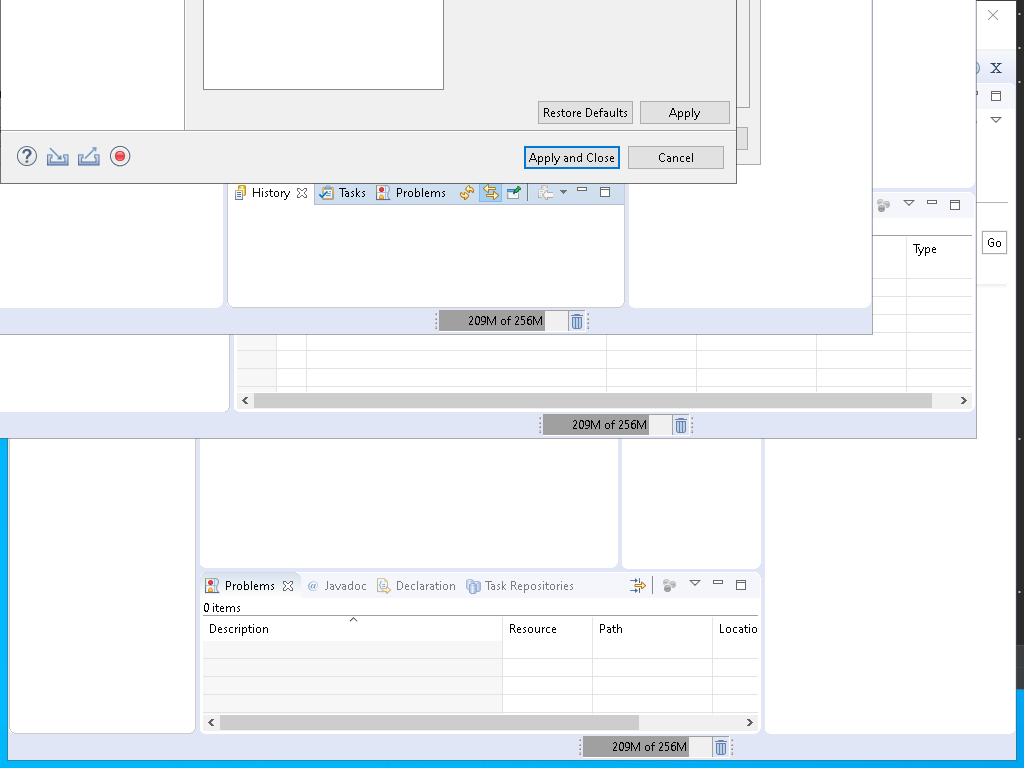 X
Restore Defaults
Apply
Apply and Close
Cancel
History
Tasks
Problems
Go
Type
209M of 256M
209M of 256M
Problems
@ Javadoc
Declaration
Task Repositories
0 items
Description
Resource
Path
Locatio
209M of 256M